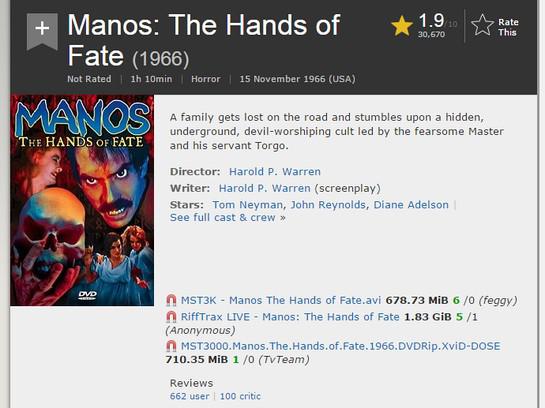 Manos: The Hands of
Fate (1966)
1.9/10
30,670
Rate
This
Not Rated | 1h 10min | Horror | 15 November 1966 (USA)
MANOS
THE HANDS OF FATE
DVD
A family gets lost on the road and stumbles upon a hidden,
underground, devil-worshiping cult led by the fearsome Master
and his servant Torgo.
Director: Harold P. Warren
Writer: Harold P. Warren (screenplay)
Stars: Tom Neyman, John Reynolds, Diane Adelson |
See full cast & crew »
MST3K - Manos The Hands of Fate.avi 678.73 MiB 6 /0 (feggy)
RiffTrax LIVE - Manos: The Hands of Fate 1.83 GiB 5 /1
(Anonymous)
MST3000.Manos.The.Hands.of.Fate.1966.DVDRip.XviD-DOSE
710.35 MiB 1 /0 (TvTeam)
Reviews
662 user | 100 critic